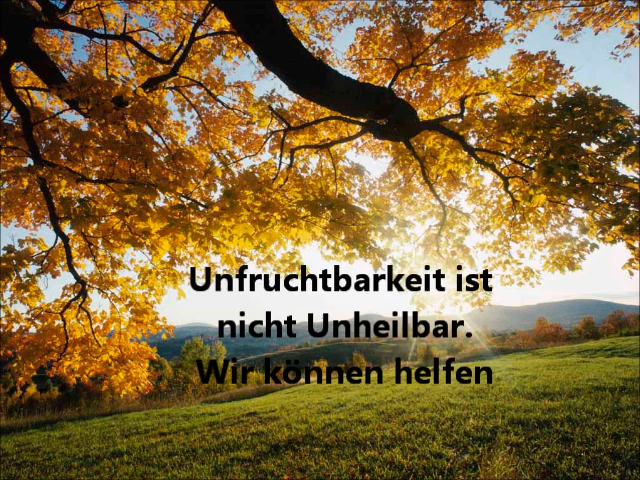 Unfruchtbarkeit ist
nicht Unheilbar.
Wir können helfen